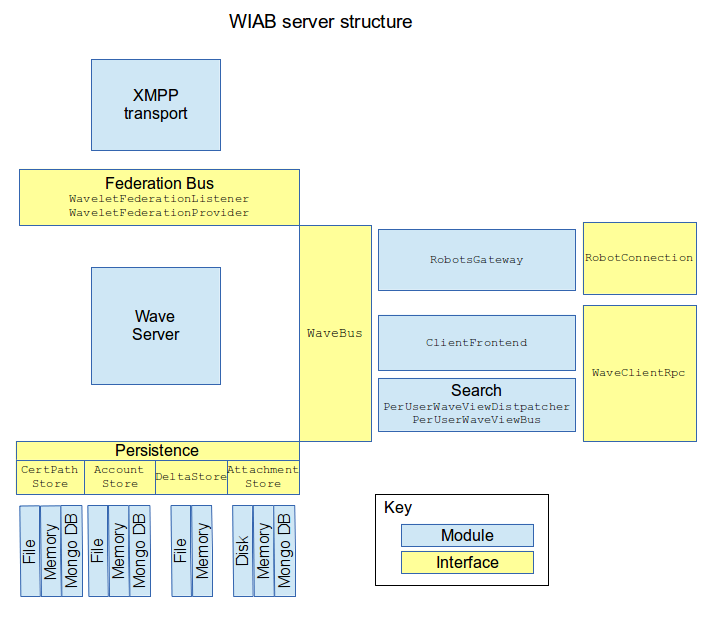 WIAB server structure
XMPP
transport
Federation Bus
WaveletFederationListener
WaveletFederationProvider
WaveBus
RobotsGateway
RobotConnection
Wave
Server
ClientFrontend
WaveClientRpc
Search
PerUserWaveViewDistpatcher
PerUserWaveViewBus
Persistence
CertPath
Store
Account
Store
DeltaStore
Attachment
Store
File
Memory
Mongo DB
File
Memory
Mongo DB
File
Memory
Disk
Memory
Mongo DB
Key
Module
Interface